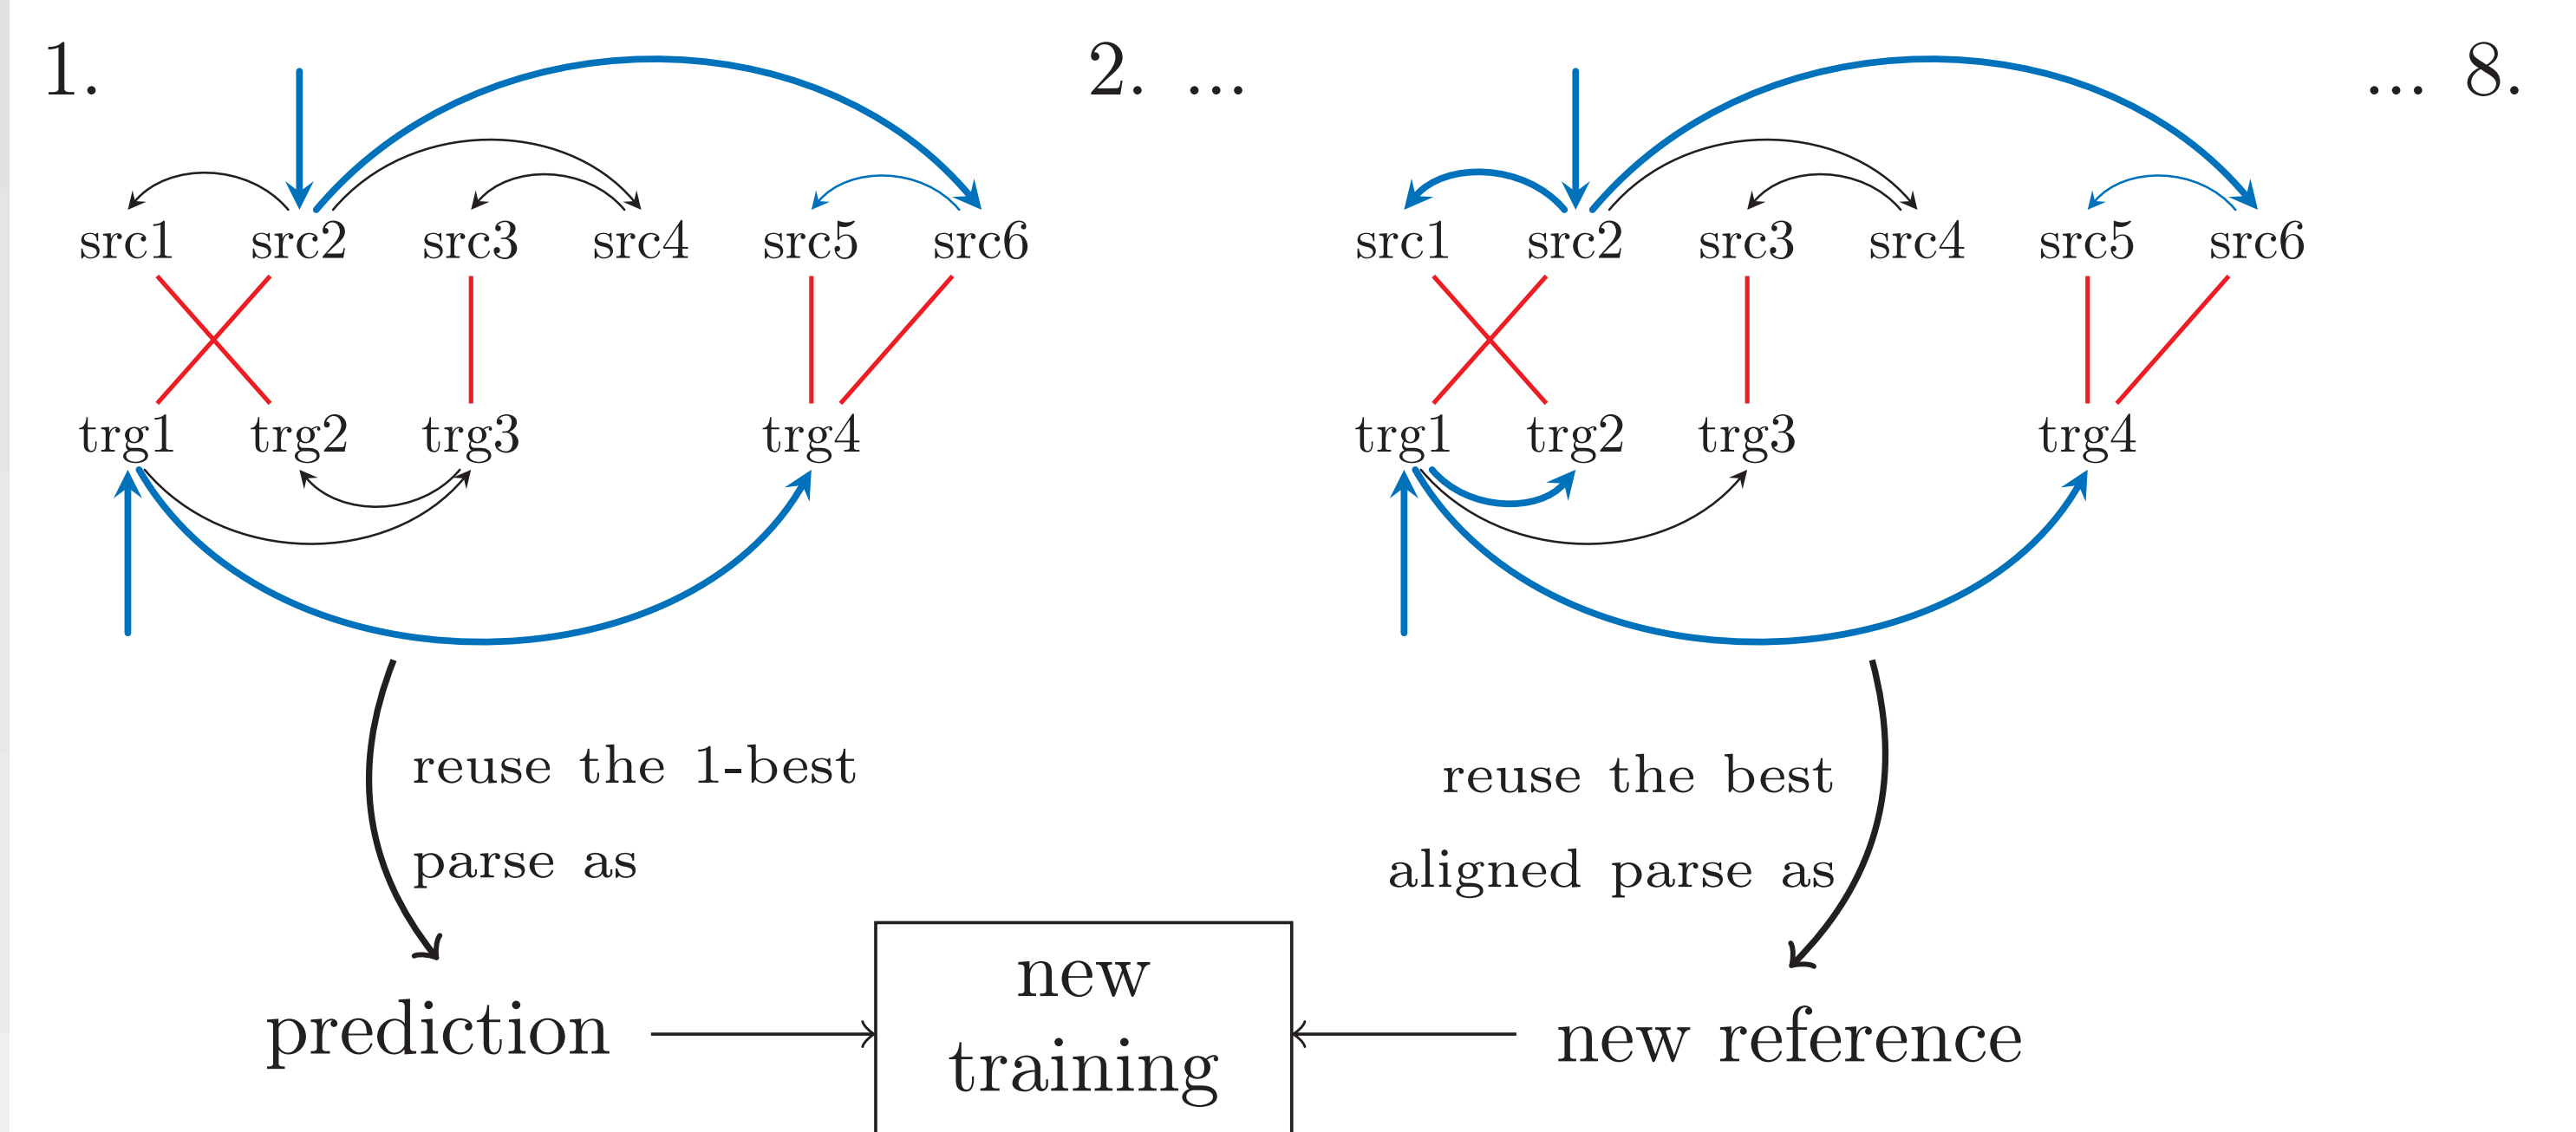 1.
2. ...
... 8.
src1 src2 src3 src4 src5 src6
trg1 trg2 trg3 trg4
src1 src2 src3 src4 src5 src6
trg1 trg2 trg3 trg4
reuse the 1-best
parse as
reuse the best
aligned parse as
prediction
new
training
new reference